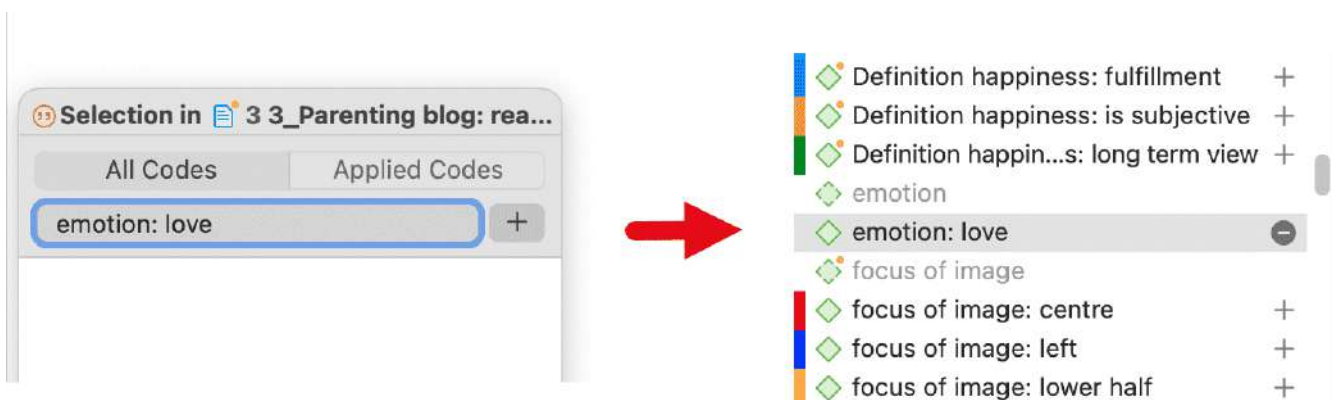 Selection in 3 3_Parenting blog: rea...
All Codes Applied Codes
emotion: love +
Definition happiness: fulfillment +
Definition happiness: is subjective +
Definition happin...s: long term view +
emotion
emotion: love
focus of image
focus of image: centre +
focus of image: left +
focus of image: lower half +